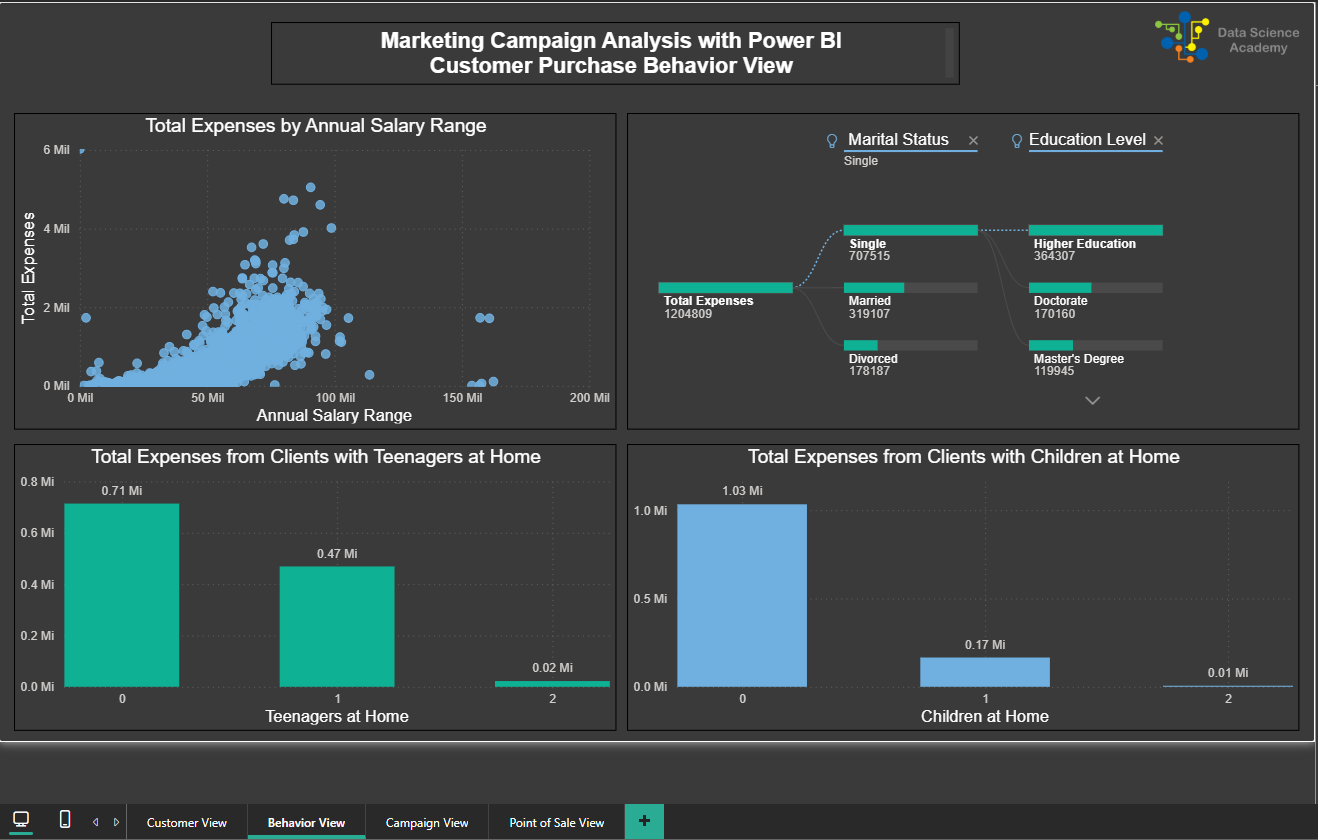 Marketing Campaign Analysis with Power BI
Customer Purchase Behavior View
Data Science
Academy
Total Expenses by Annual Salary Range
6 Mil
4 Mil
2 Mil
0 Mil
Total Expenses
0 Mil 50 Mil 100 Mil 150 Mil 200 Mil
Annual Salary Range
Marital Status
Single
Education Level
Total Expenses
1204809
Single
707515
Married
319107
Divorced
178187
Higher Education
364307
Doctorate
170160
Master's Degree
119945
Total Expenses from Clients with Teenagers at Home
0.8 Mi
0.6 Mi
0.4 Mi
0.2 Mi
0.0 Mi
0.71 Mi
0.47 Mi
0.02 Mi
0 1 2
Teenagers at Home
Total Expenses from Clients with Children at Home
1.0 Mi
0.5 Mi
0.0 Mi
1.03 Mi
0.17 Mi
0.01 Mi
0 1 2
Children at Home
Customer View
Behavior View
Campaign View
Point of Sale View